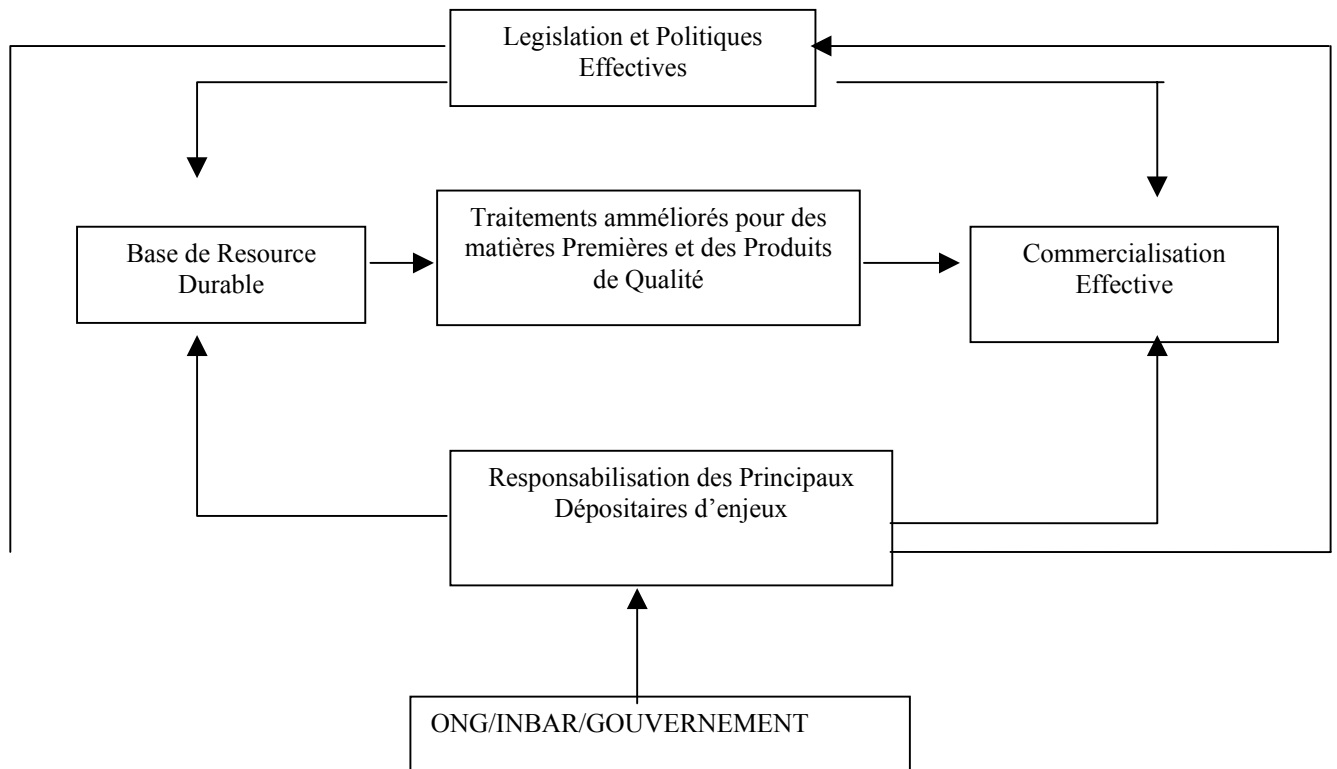 Législation et Politiques
Effectives
Traitements amméliorés pour des
matières Premières et des Produits
de Qualité
Base de Resource
Durable
Commercialisation
Effective
Responsabilisation des Principaux
Dépositaires d’enjeux
ONG/INBAR/GOUVERNEMENT